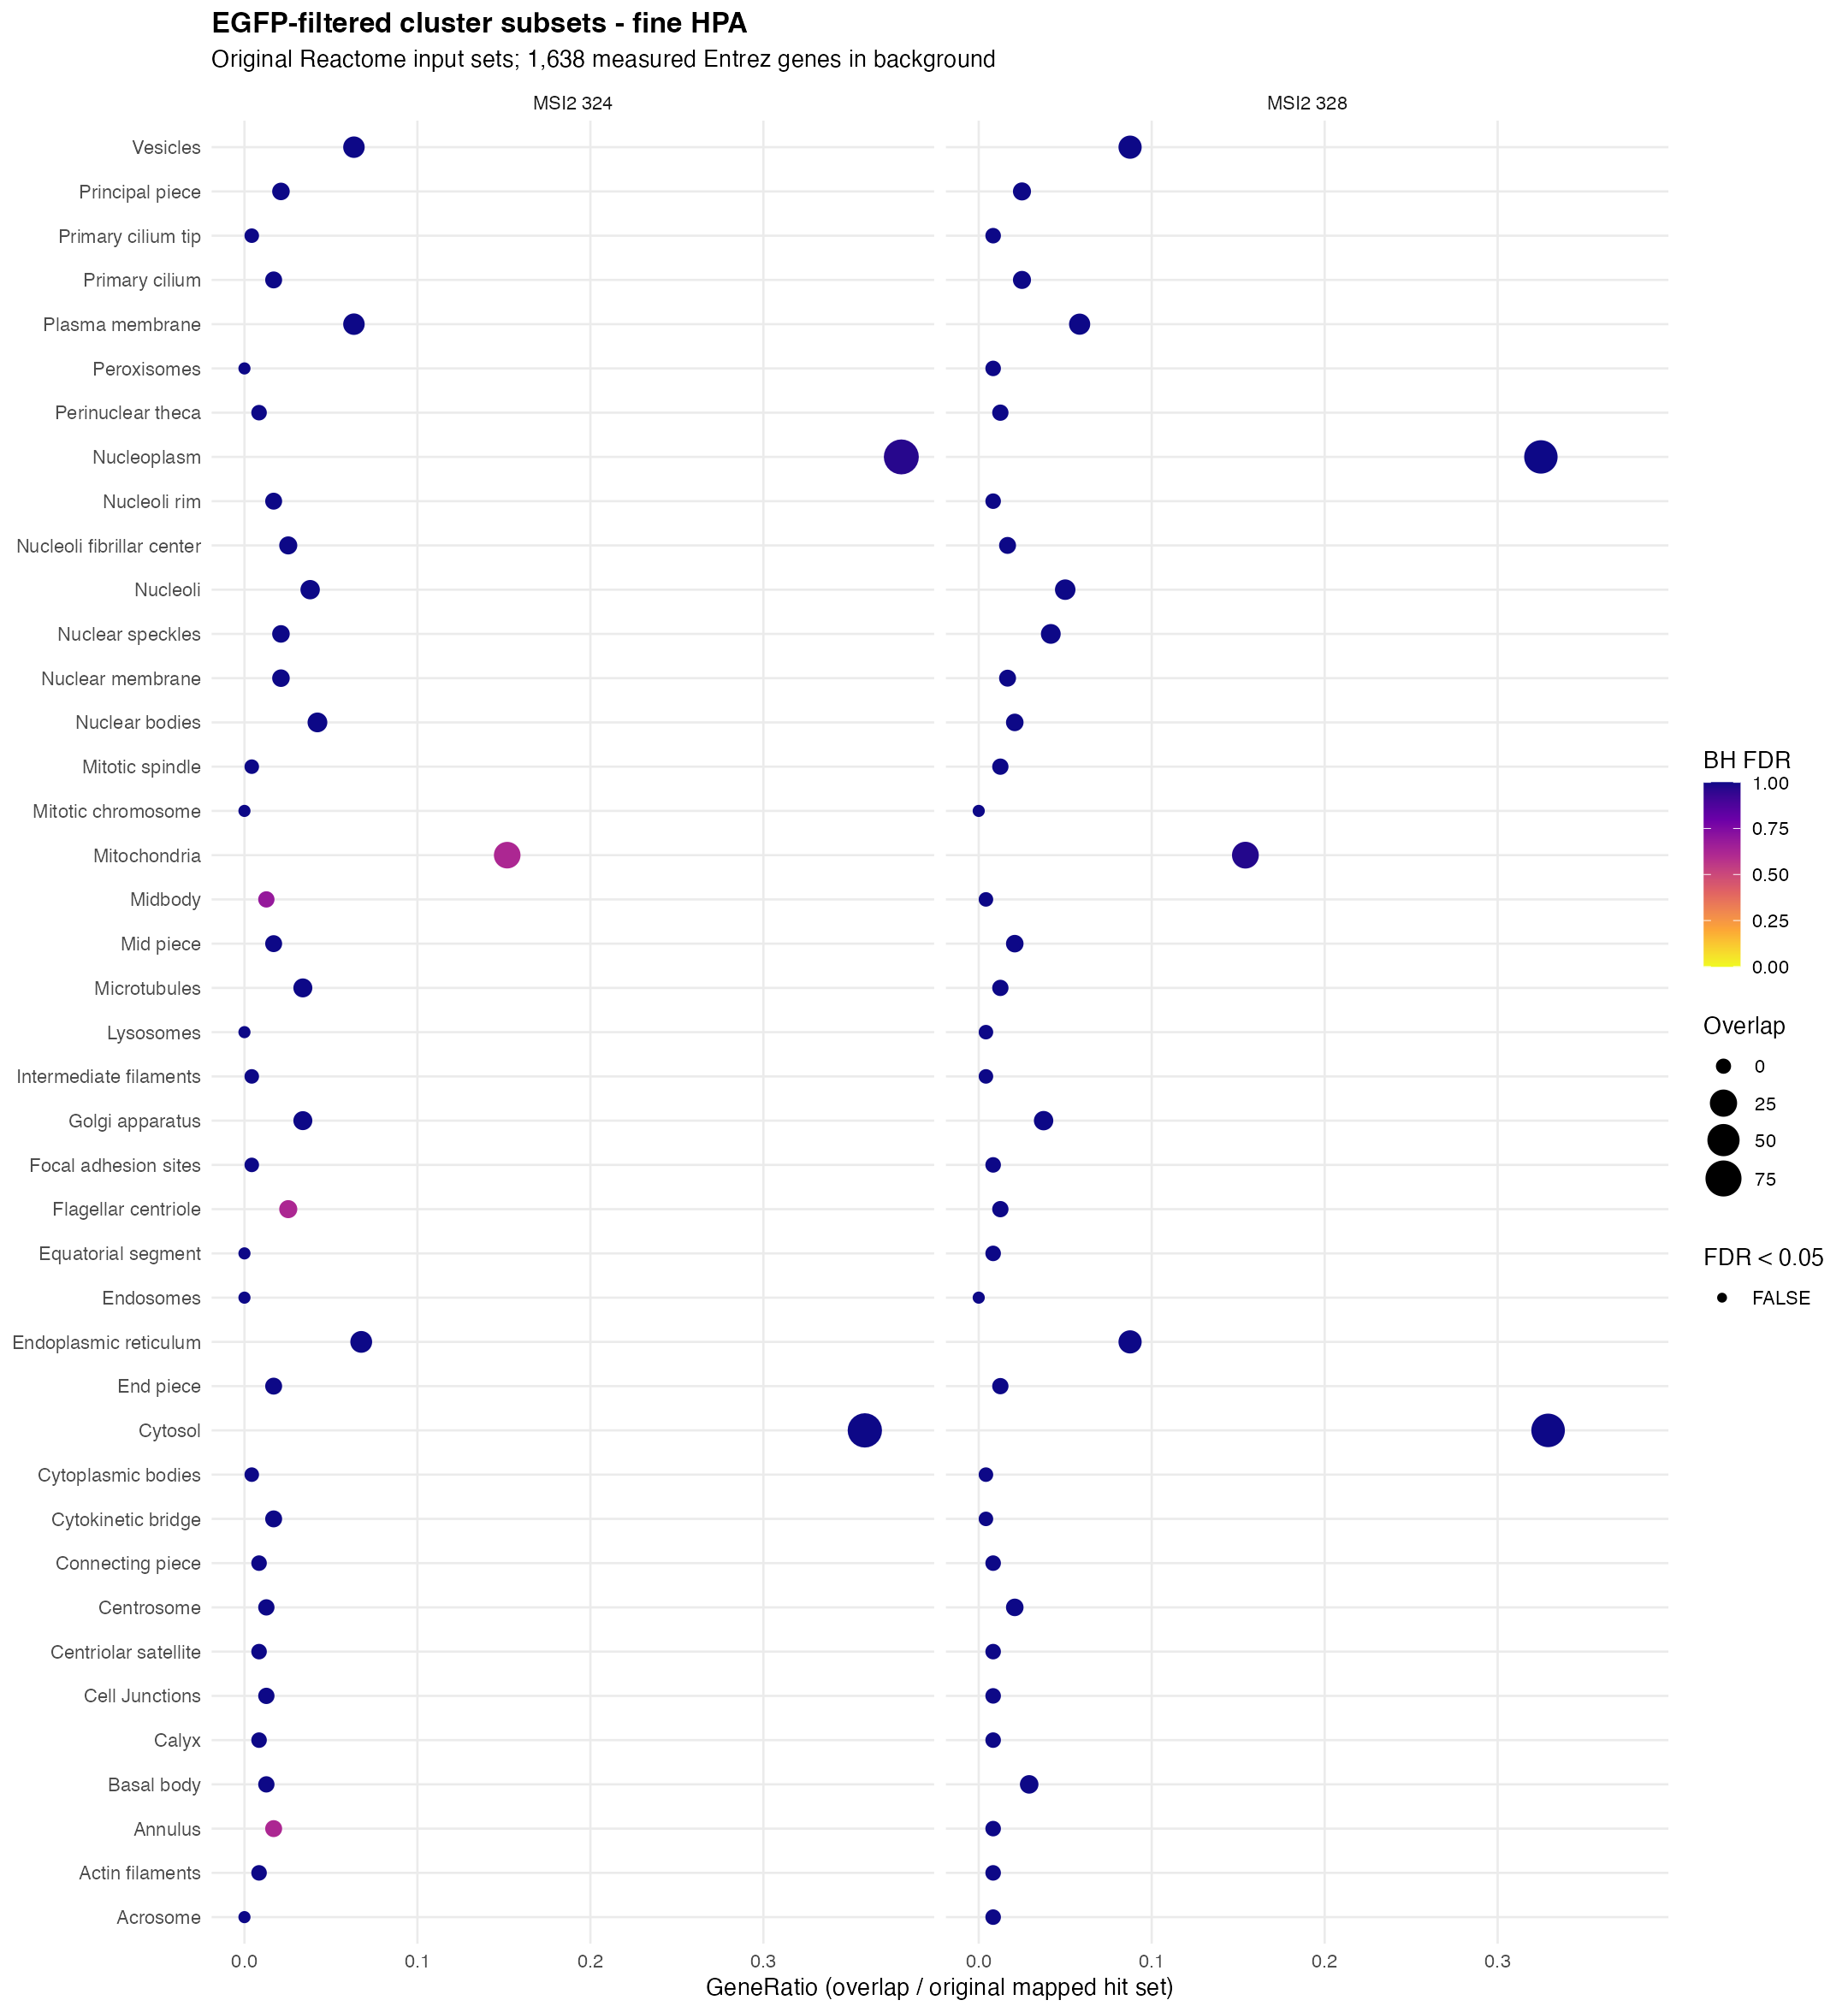 EGFP-filtered cluster subsets - fine HPA
Original Reactome input sets; 1,638 measured Entrez genes in background
MSI2 324
MSI2 328
Vesicles
Principal piece
Primary cilium tip
Primary cilium
Plasma membrane
Peroxisomes
Perinuclear theca
Nucleoplasm
Nucleoli rim
Nucleoli fibrillar center
Nucleoli
Nuclear speckles
Nuclear membrane
Nuclear bodies
Mitotic spindle
Mitotic chromosome
Mitochondria
Midbody
Mid piece
Microtubules
Lysosomes
Intermediate filaments
Golgi apparatus
Focal adhesion sites
Flagellar centriole
Equatorial segment
Endosomes
Endoplasmic reticulum
End piece
Cytosol
Cytoplasmic bodies
Cytokinetic bridge
Connecting piece
Centrosome
Centriolar satellite
Cell Junctions
Calyx
Basal body
Annulus
Actin filaments
Acrosome
0.0 0.1 0.2 0.3
0.0 0.1 0.2 0.3
GeneRatio (overlap / original mapped hit set)
BH FDR
1.00
0.75
0.50
0.25
0.00
Overlap
0
25
50
75
FDR < 0.05
FALSE